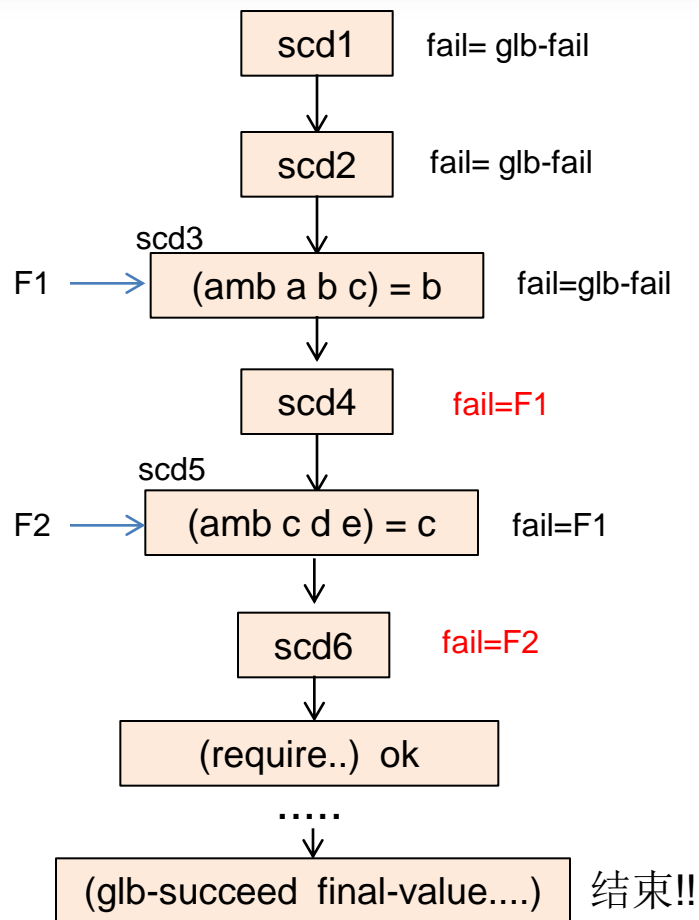 scd1 fail= glb-fail
scd2 fail= glb-fail
scd3
F1 (amb a b c) = b fail=glb-fail
scd4 fail=F1
scd5
F2 (amb c d e) = c fail=F1
scd6 fail=F2
(require..) ok
.....
(glb-succeed final-value....) 结束!!